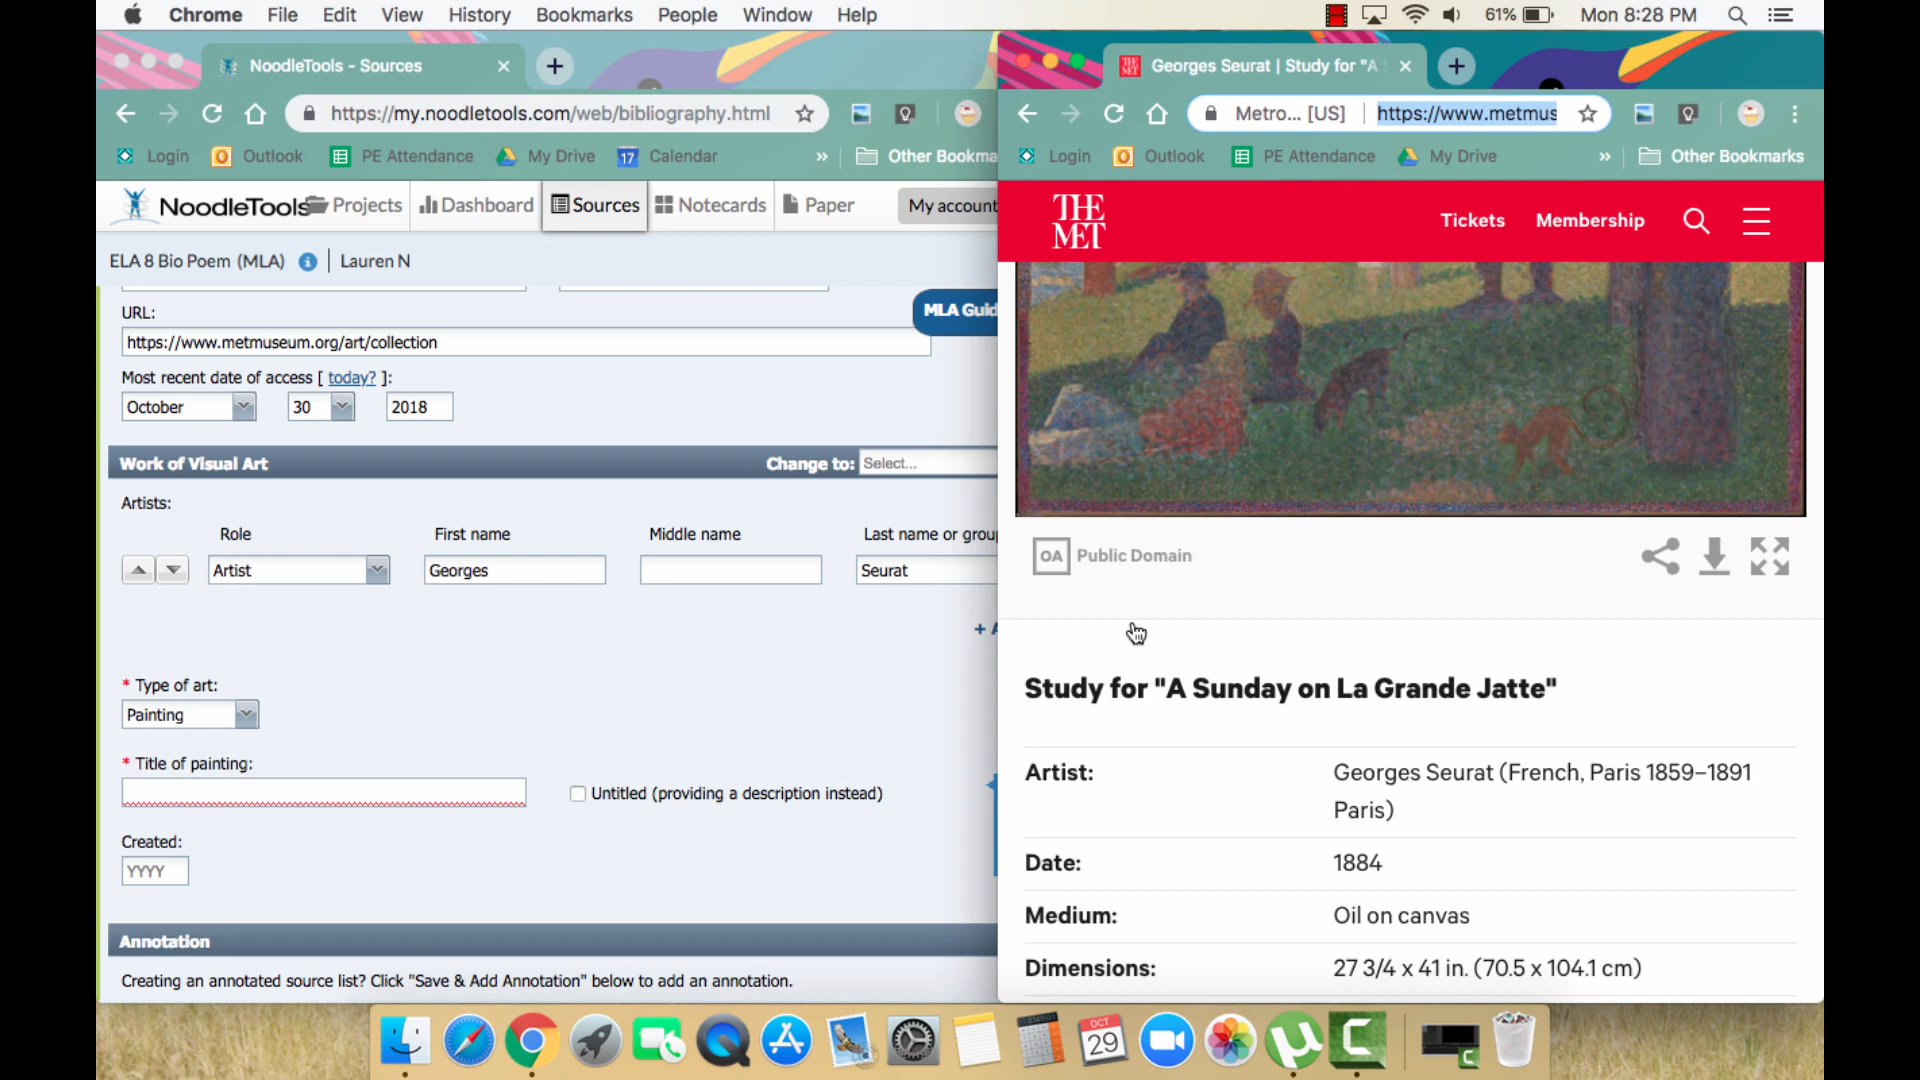 Chrome File Edit View History Bookmarks People Window Help 61% Mon 8:28 PM
NoodleTools - Sources
https://my.noodletools.com/web/bibliography.html
Login Outlook PE Attendance My Drive 17 Calendar » Other Bookma
NoodleTools Projects Dashboard Sources Notecards Paper My account
ELA 8 Bio Poem (MLA) Lauren N
URL:
MLA Guid
https://www.metmuseum.org/art/collection
Most recent date of access [ today? ]:
October 30 2018
Work of Visual Art Change to: Select...
Artists:
Role First name Middle name Last name or grou
Artist Georges Seurat
+ A
* Type of art:
Painting
* Title of painting:
Untitled (providing a description instead)
Created:
YYYY
Annotation
Creating an annotated source list? Click "Save & Add Annotation" below to add an annotation.
THE MET Georges Seurat | Study for "A
Metro... [US] https://www.metmus
Login Outlook PE Attendance My Drive » Other Bookmarks
THE
MET
Tickets Membership
OA Public Domain
Study for "A Sunday on La Grande Jatte"
Artist: Georges Seurat (French, Paris 1859–1891
Paris)
Date: 1884
Medium: Oil on canvas
Dimensions: 27 3/4 x 41 in. (70.5 x 104.1 cm)
OCT
29